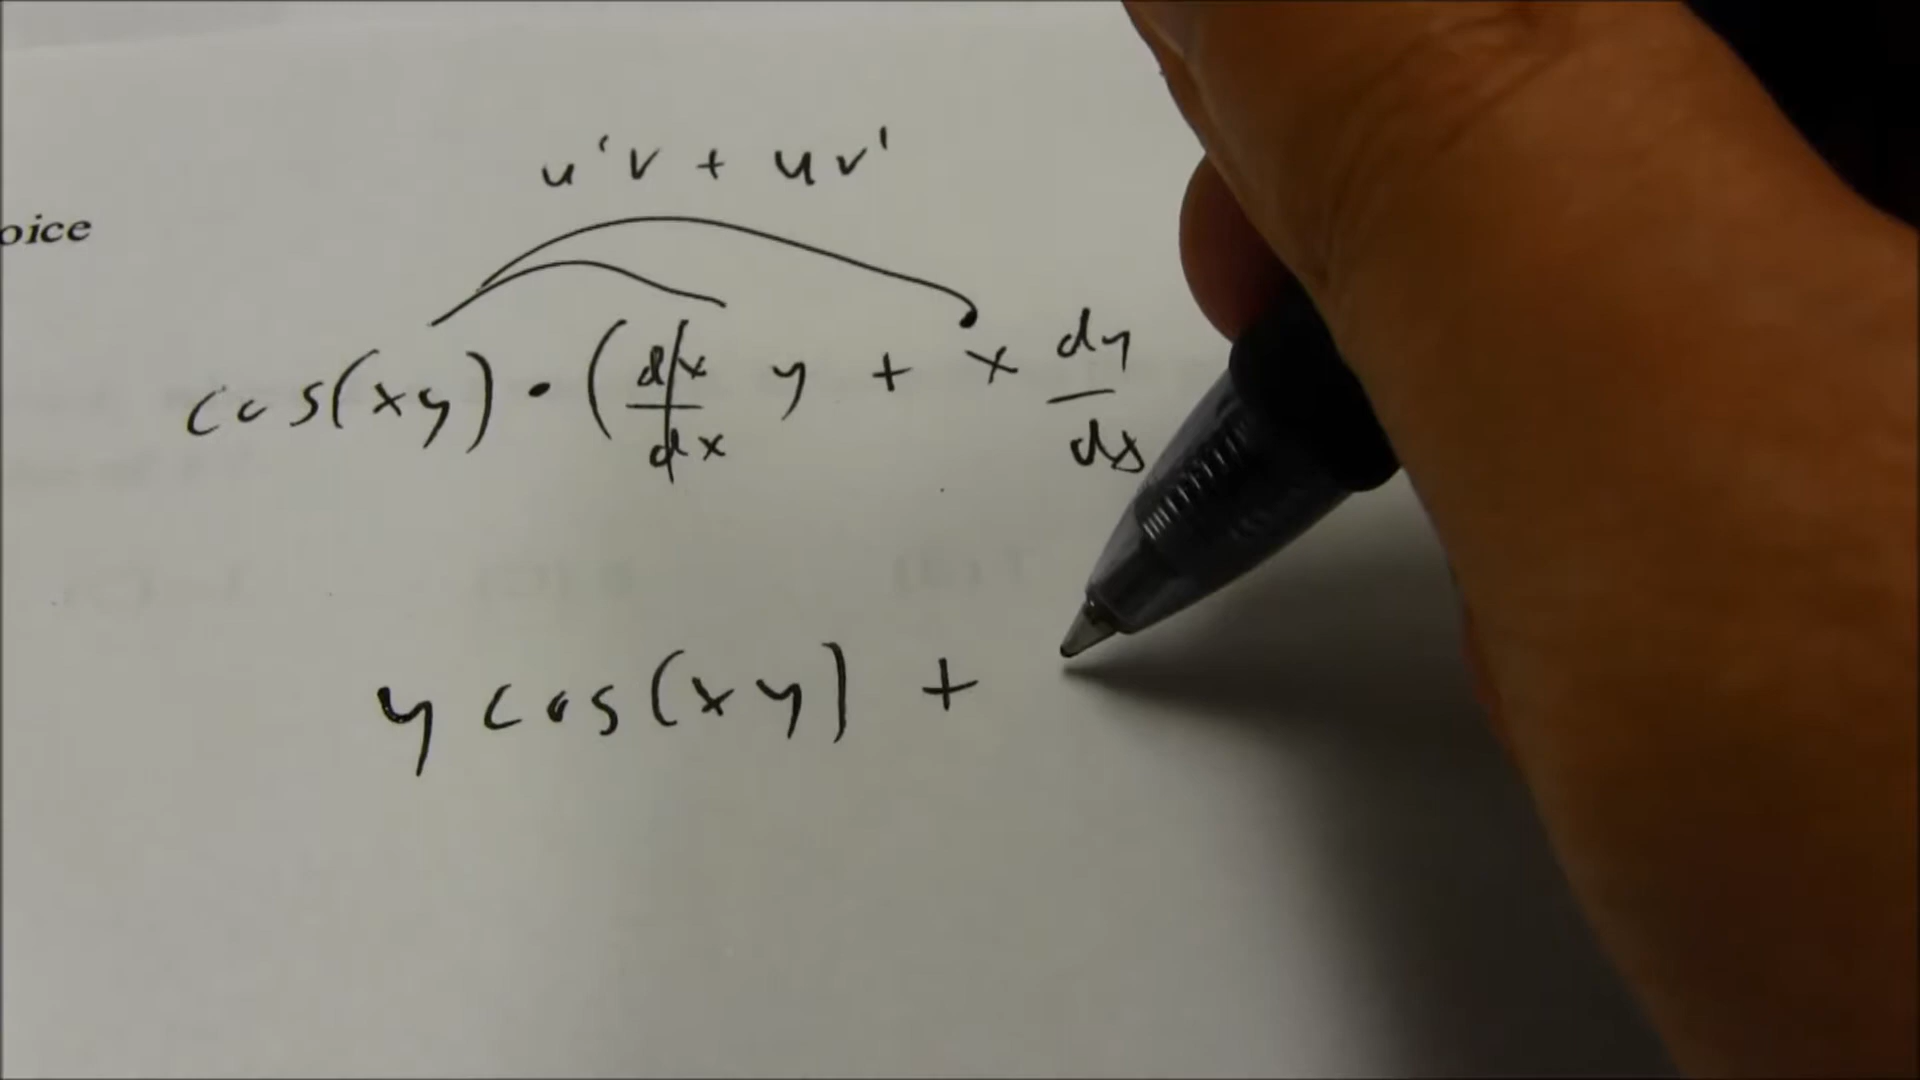 u'v + uv'
oice
cos(xy) · (dx/dx y + x dy/dx
y cos(xy) +